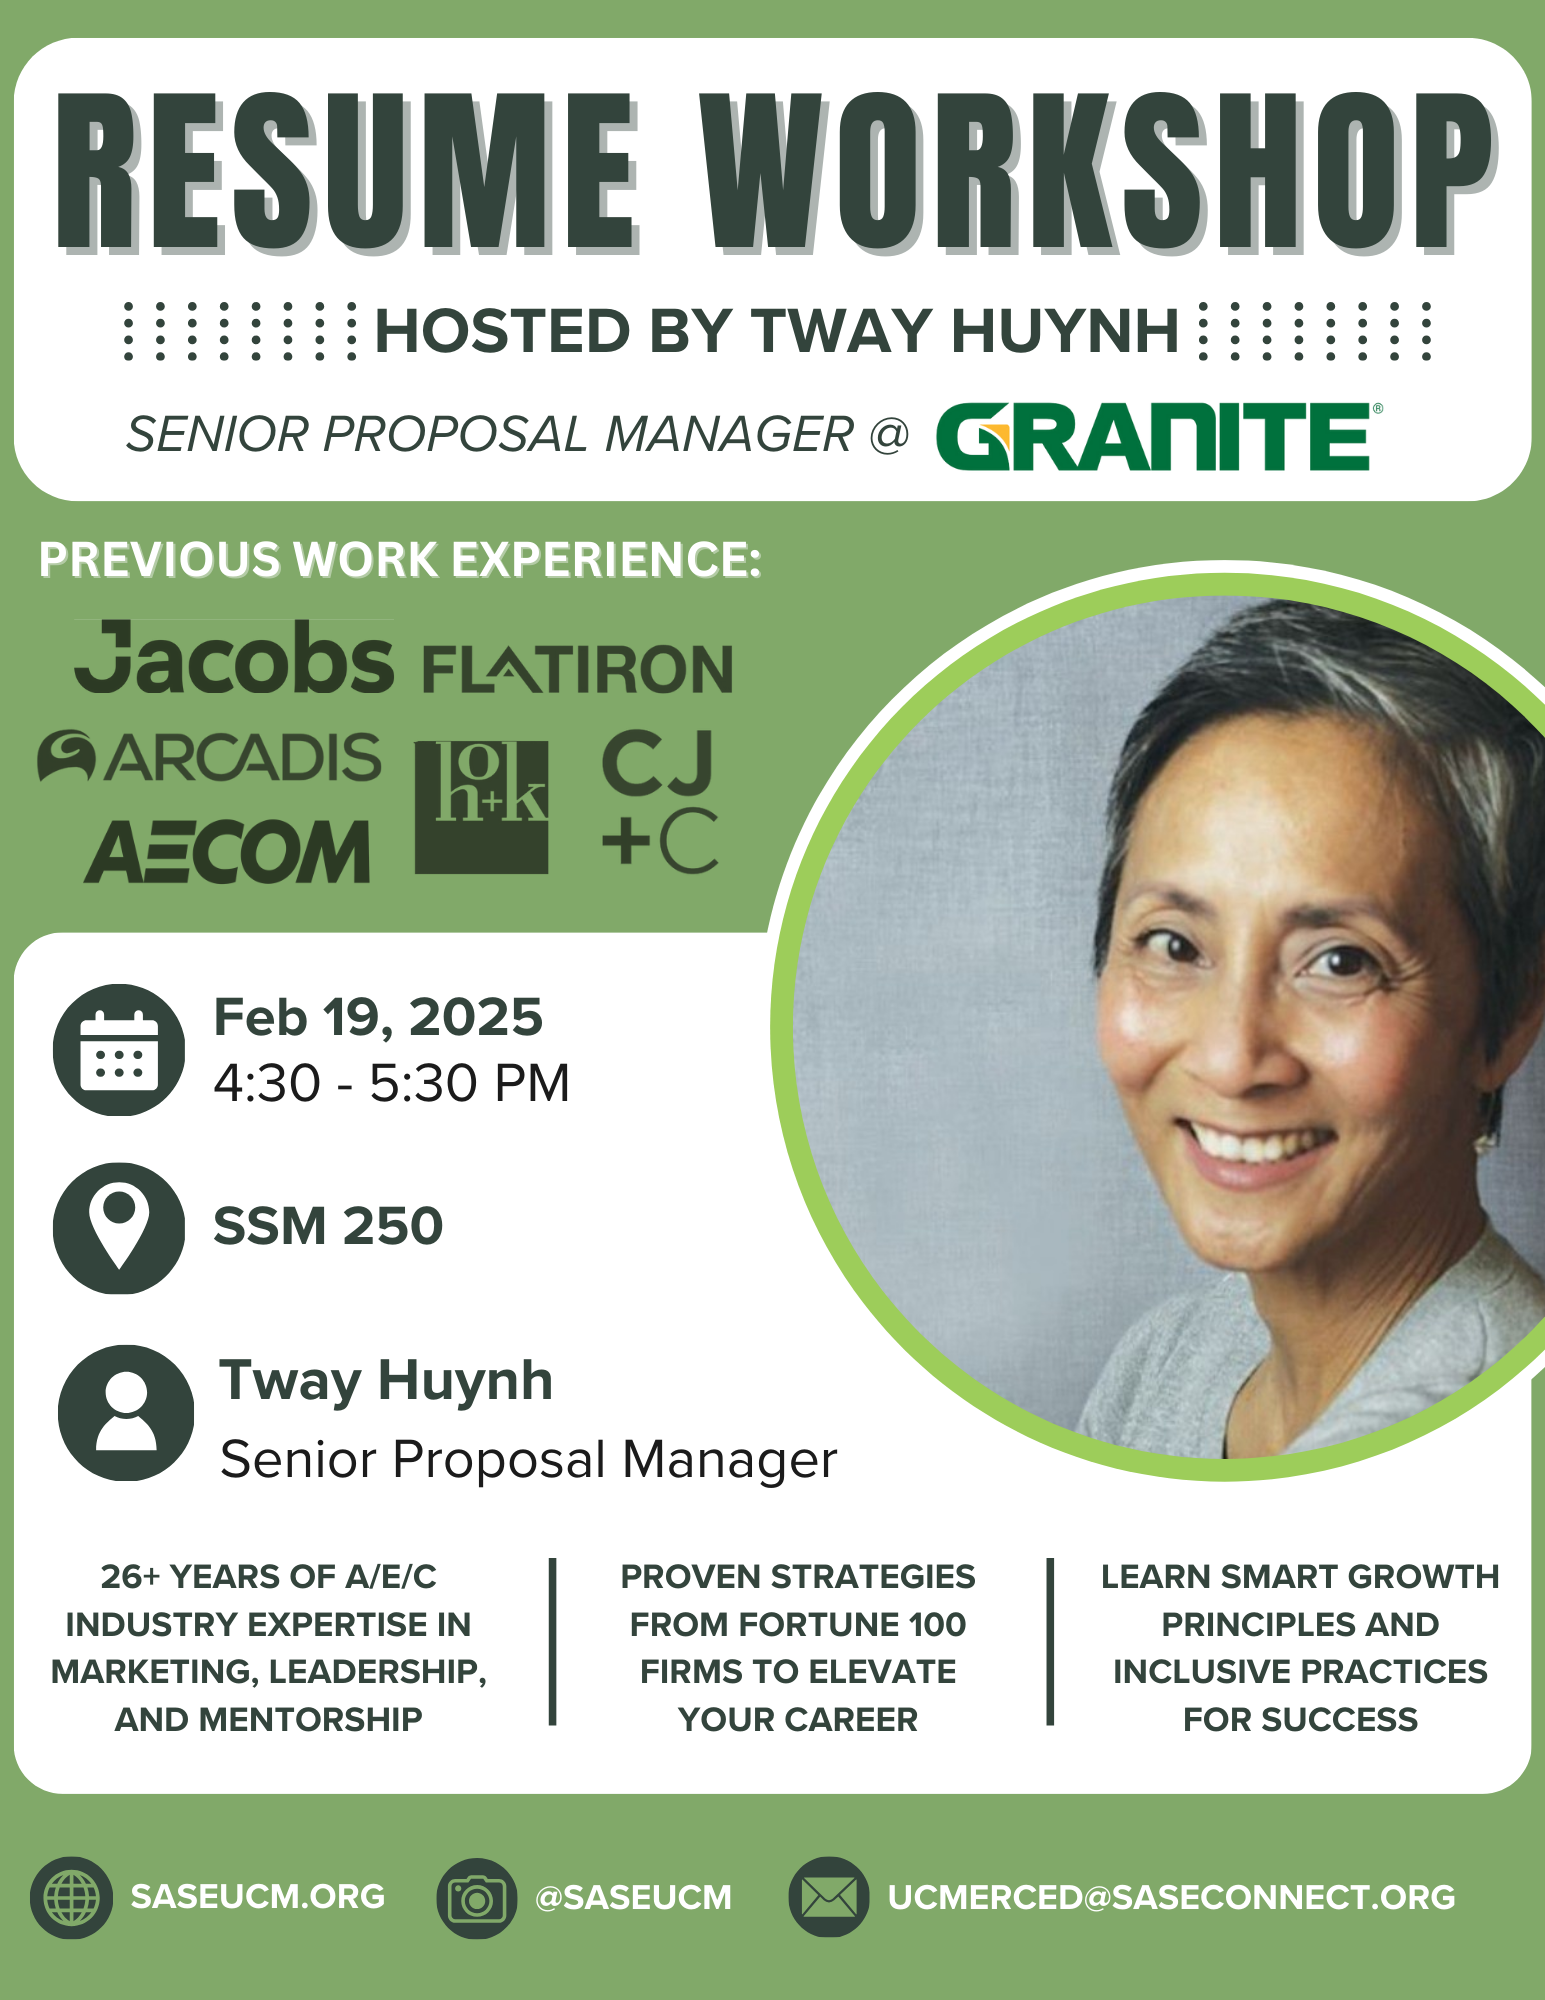 RESUME WORKSHOP
HOSTED BY TWAY HUYNH
SENIOR PROPOSAL MANAGER @ GRANITE®
PREVIOUS WORK EXPERIENCE:
Jacobs FLATIRON
ARCADIS
hok
+
CJ
+C
AECOM
Feb 19, 2025
4:30 - 5:30 PM
SSM 250
Tway Huynh
Senior Proposal Manager
26+ YEARS OF A/E/C
INDUSTRY EXPERTISE IN
MARKETING, LEADERSHIP,
AND MENTORSHIP
PROVEN STRATEGIES
FROM FORTUNE 100
FIRMS TO ELEVATE
YOUR CAREER
LEARN SMART GROWTH
PRINCIPLES AND
INCLUSIVE PRACTICES
FOR SUCCESS
SASEUCM.ORG
@SASEUCM
UCMERCED@SASECONNECT.ORG